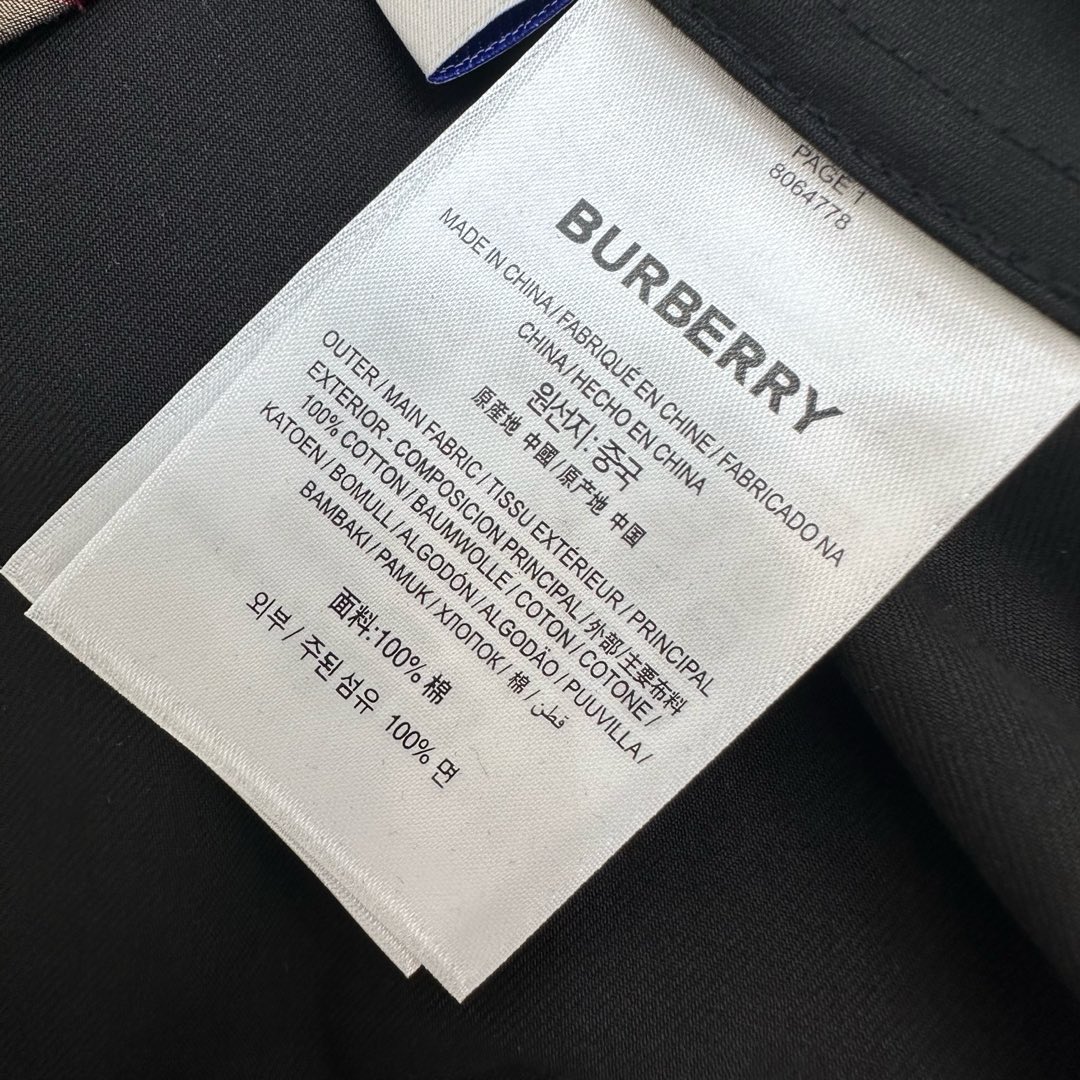 PAGE 1
8064778
BURBERRY
MADE IN CHINA / FABRIQUÉ EN CHINE / FABRICADO NA
CHINA / HECHO EN CHINA
원선지: 중국
原產地 中國 / 原产地 中国
OUTER / MAIN FABRIC / TISSU EXTÉRIEUR / PRINCIPAL
EXTERIOR - COMPOSICION PRINCIPAL / 外部 / 主要布料
100% COTTON / BAUMWOLLE / COTON / COTONE /
KATOEN / BOMULL / ALGODÓN / ALGODÃO / PUUVILLA /
BAMBAKI / PAMUK / ХЛОПОК / 棉 / قطن
面料:100% 棉
외부 / 주된 섬유 100% 면